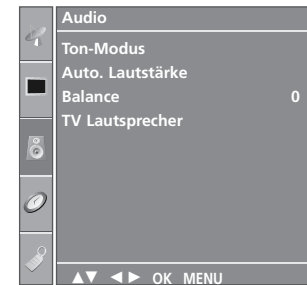 Audio
Ton-Modus
Auto. Lautstärke
Balance 0
TV Lautsprecher
▲▼ ◄► OK MENU